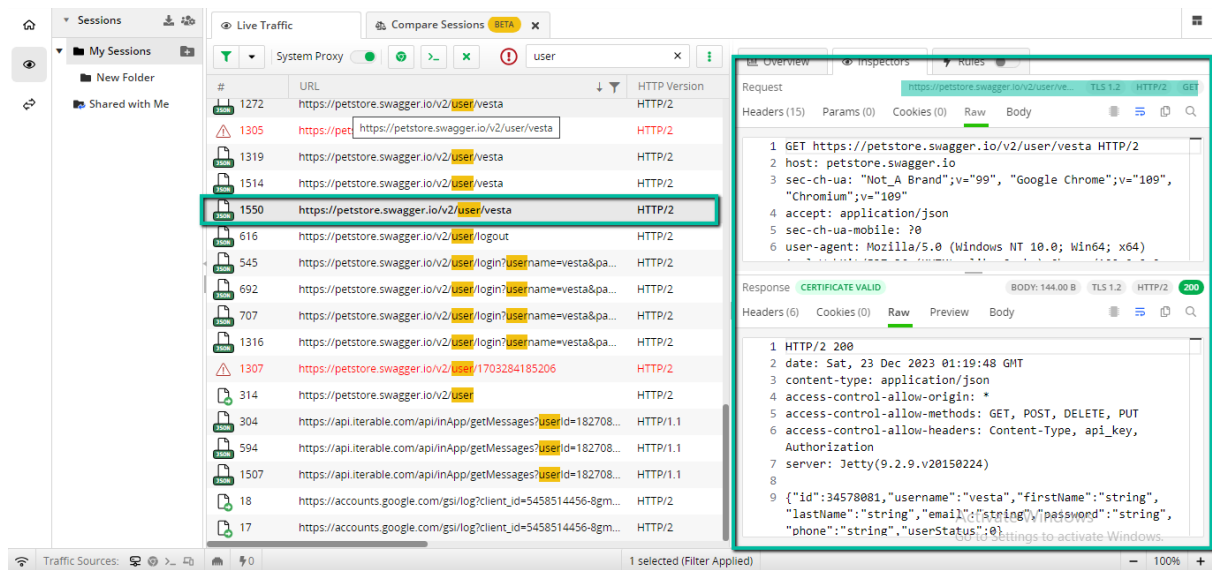 Sessions
My Sessions
New Folder
Shared with Me
Live Traffic
Compare Sessions BETA
System Proxy
user
# URL HTTP Version
JSON 1272 https://petstore.swagger.io/v2/user/vesta HTTP/2
1305 https://pet HTTP/2
https://petstore.swagger.io/v2/user/vesta
JSON 1319 https://petstore.swagger.io/v2/user/vesta HTTP/2
JSON 1514 https://petstore.swagger.io/v2/user/vesta HTTP/2
JSON 1550 https://petstore.swagger.io/v2/user/vesta HTTP/2
JSON 616 https://petstore.swagger.io/v2/user/logout HTTP/2
JSON 545 https://petstore.swagger.io/v2/user/login?username=vesta&pa... HTTP/2
JSON 692 https://petstore.swagger.io/v2/user/login?username=vesta&pa... HTTP/2
JSON 707 https://petstore.swagger.io/v2/user/login?username=vesta&pa... HTTP/2
JSON 1316 https://petstore.swagger.io/v2/user/login?username=vesta&pa... HTTP/2
1307 https://petstore.swagger.io/v2/user/1703284185206 HTTP/2
314 https://petstore.swagger.io/v2/user HTTP/2
JSON 304 https://api.iterable.com/api/inApp/getMessages?userId=182708... HTTP/1.1
JSON 594 https://api.iterable.com/api/inApp/getMessages?userId=182708... HTTP/1.1
JSON 1507 https://api.iterable.com/api/inApp/getMessages?userId=182708... HTTP/1.1
18 https://accounts.google.com/gsi/log?client_id=5458514456-8gm... HTTP/2
17 https://accounts.google.com/gsi/log?client_id=5458514456-8gm... HTTP/2
Overview Inspectors Rules
Request https://petstore.swagger.io/v2/user/ve... TLS 1.2 HTTP/2 GET
Headers (15) Params (0) Cookies (0) Raw Body
1 GET https://petstore.swagger.io/v2/user/vesta HTTP/2
2 host: petstore.swagger.io
3 sec-ch-ua: "Not_A Brand";v="99", "Google Chrome";v="109",
"Chromium";v="109"
4 accept: application/json
5 sec-ch-ua-mobile: ?0
6 user-agent: Mozilla/5.0 (Windows NT 10.0; Win64; x64)
Response CERTIFICATE VALID BODY: 144.00 B TLS 1.2 HTTP/2 200
Headers (6) Cookies (0) Raw Preview Body
1 HTTP/2 200
2 date: Sat, 23 Dec 2023 01:19:48 GMT
3 content-type: application/json
4 access-control-allow-origin: *
5 access-control-allow-methods: GET, POST, DELETE, PUT
6 access-control-allow-headers: Content-Type, api_key,
Authorization
7 server: Jetty(9.2.9.v20150224)
8
9 {"id":34578081,"username":"vesta","firstName":"string",
"lastName":"string","email":"string","password":"string",
"phone":"string","userStatus":0}
Activate Windows
Go to Settings to activate Windows.
Traffic Sources:
0
1 selected (Filter Applied)
100%